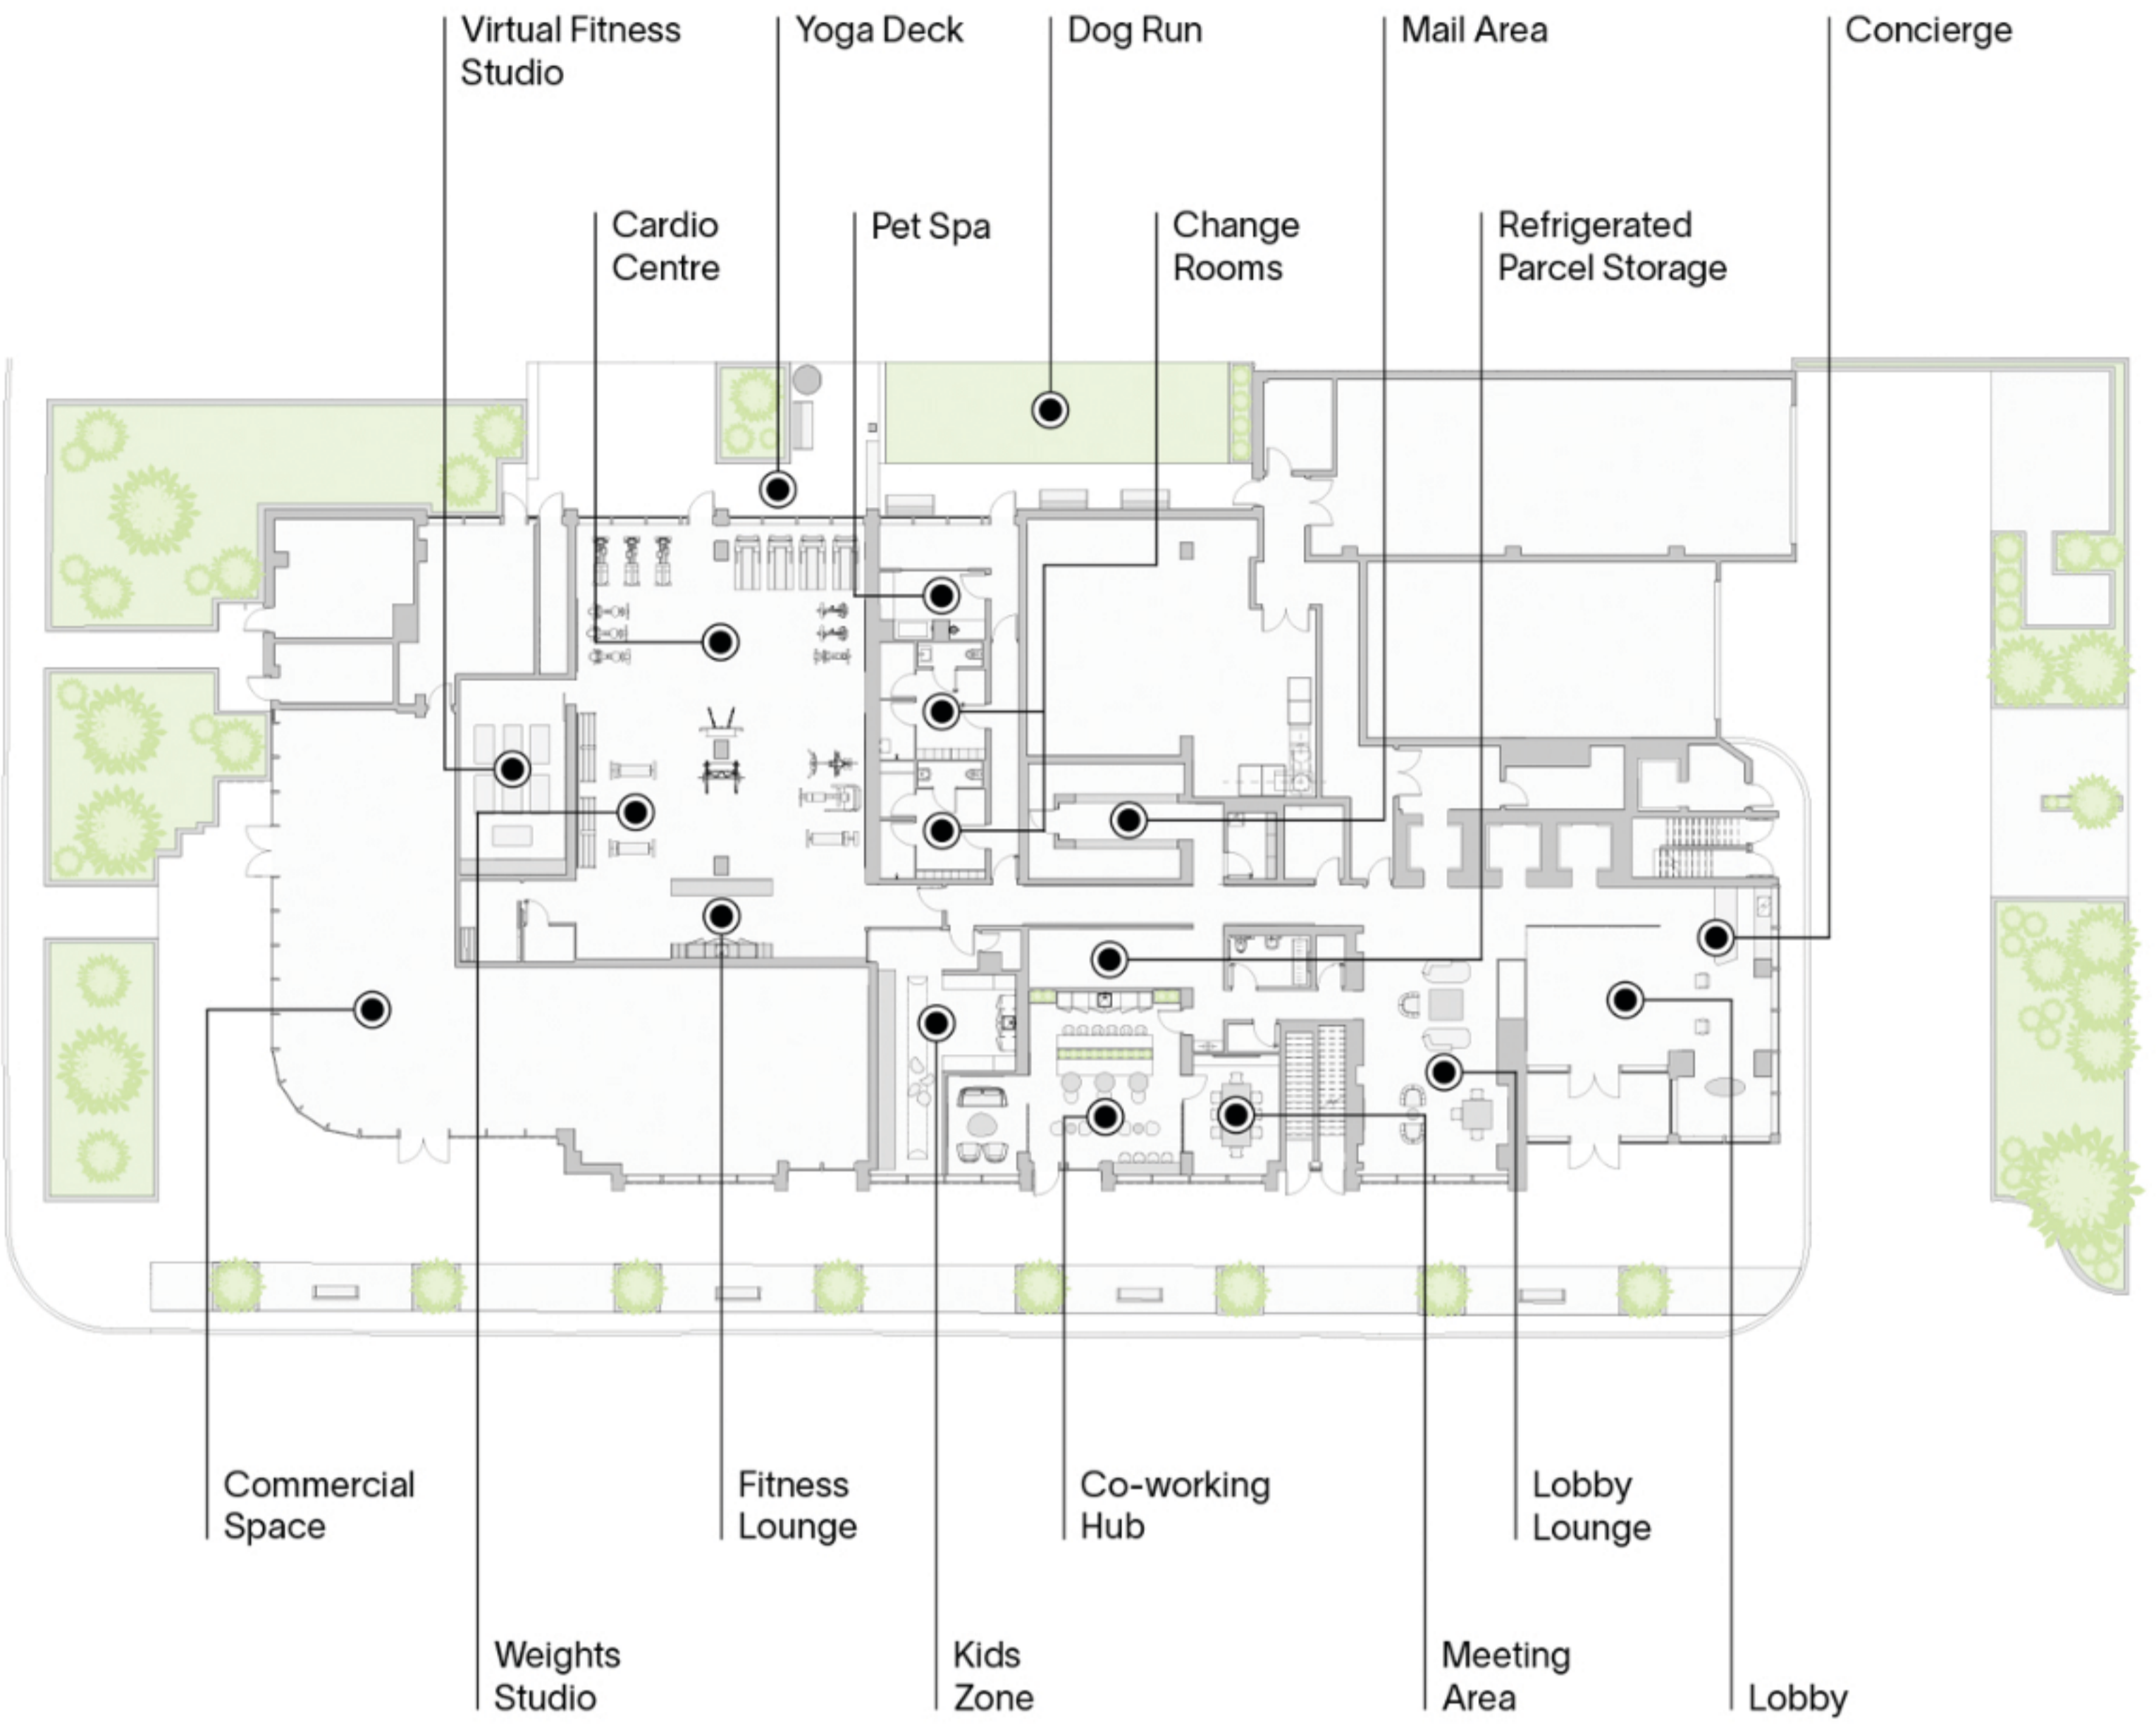 Virtual Fitness
Studio
Yoga Deck
Dog Run
Mail Area
Concierge
Cardio
Centre
Pet Spa
Change
Rooms
Refrigerated
Parcel Storage
Commercial
Space
Fitness
Lounge
Co-working
Hub
Lobby
Lounge
Weights
Studio
Kids
Zone
Meeting
Area
Lobby